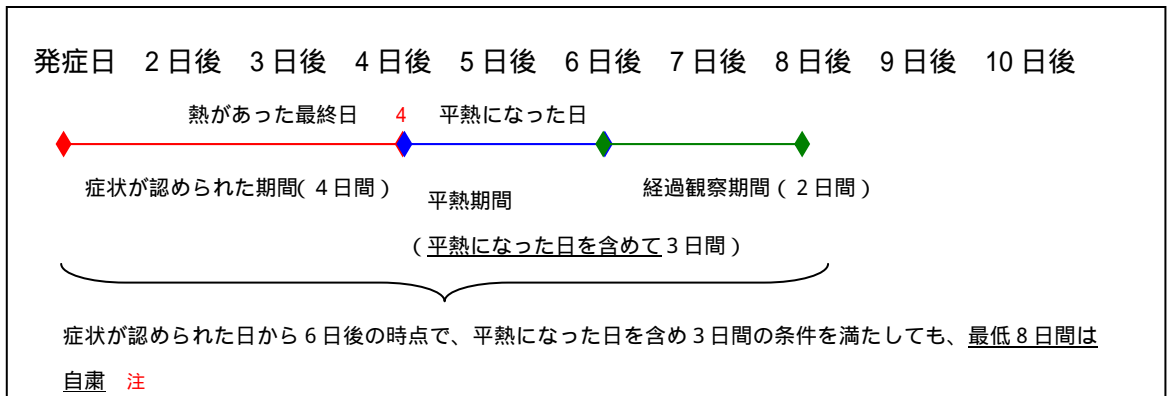 発症日 2日後 3日後 4日後 5日後 6日後 7日後 8日後 9日後 10日後
熱があった最終日 4 平熱になった日
症状が認められた期間(4日間)
平熱期間
経過観察期間(2日間)
(平熱になった日を含めて3日間)
症状が認められた日から6日後の時点で、平熱になった日を含め3日間の条件を満たしても、最低8日間は
自粛 注